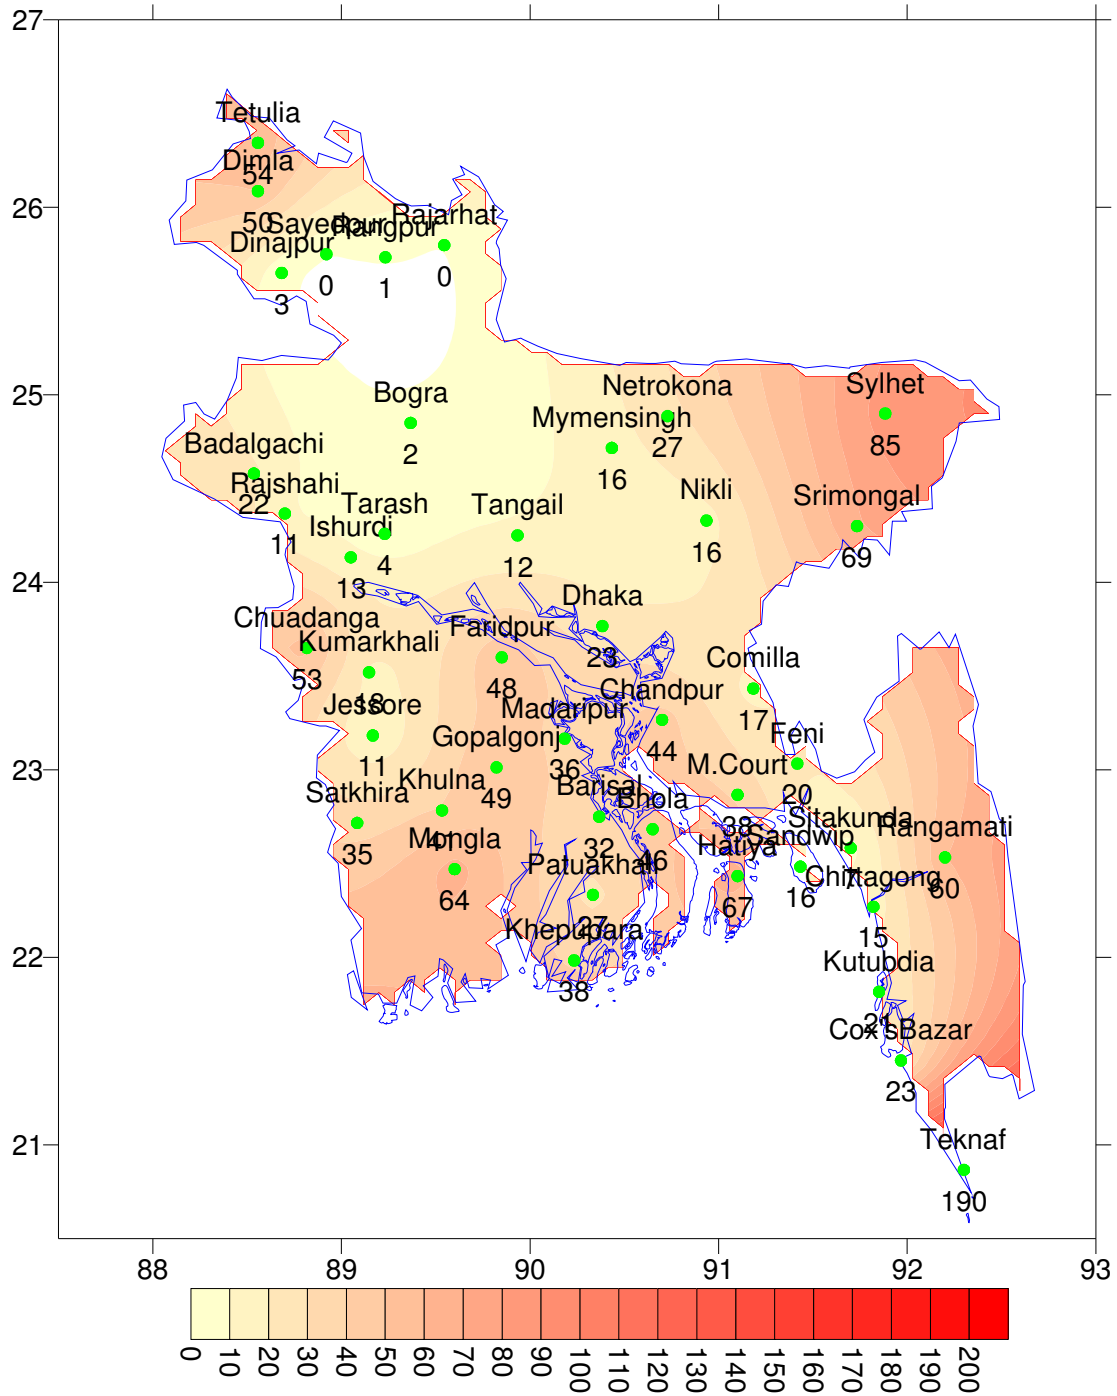 27
Tetulia
54
Dimla
50
26
Sayedpur
0
Rangpur
1
Rajarhat
0
Dinajpur
3
25
Bogra
2
Netrokona
27
Sylhet
85
Mymensingh
16
Badalgachi
22
Rajshahi
11
Tarash
4
Tangail
12
Nikli
16
Srimongal
69
Ishurdi
13
24
Dhaka
23
Chuadanga
53
Kumarkhali
18
Faridpur
48
Comilla
17
Chandpur
44
Jessore
11
Madaripur
36
Gopalgonj
49
Feni
20
23
M.Court
38
Khulna
41
Satkhira
35
Barisal
32
Bhola
46
Sitakunda
7
Rangamati
60
Mongla
64
Hatiya
67
Sandwip
16
Patuakhali
27
Chittagong
15
22
Khepupara
38
Kutubdia
21
Cox'sBazar
23
21
Teknaf
190
88 89 90 91 92 93
0 10 20 30 40 50 60 70 80 90 100 110 120 130 140 150 160 170 180 190 200